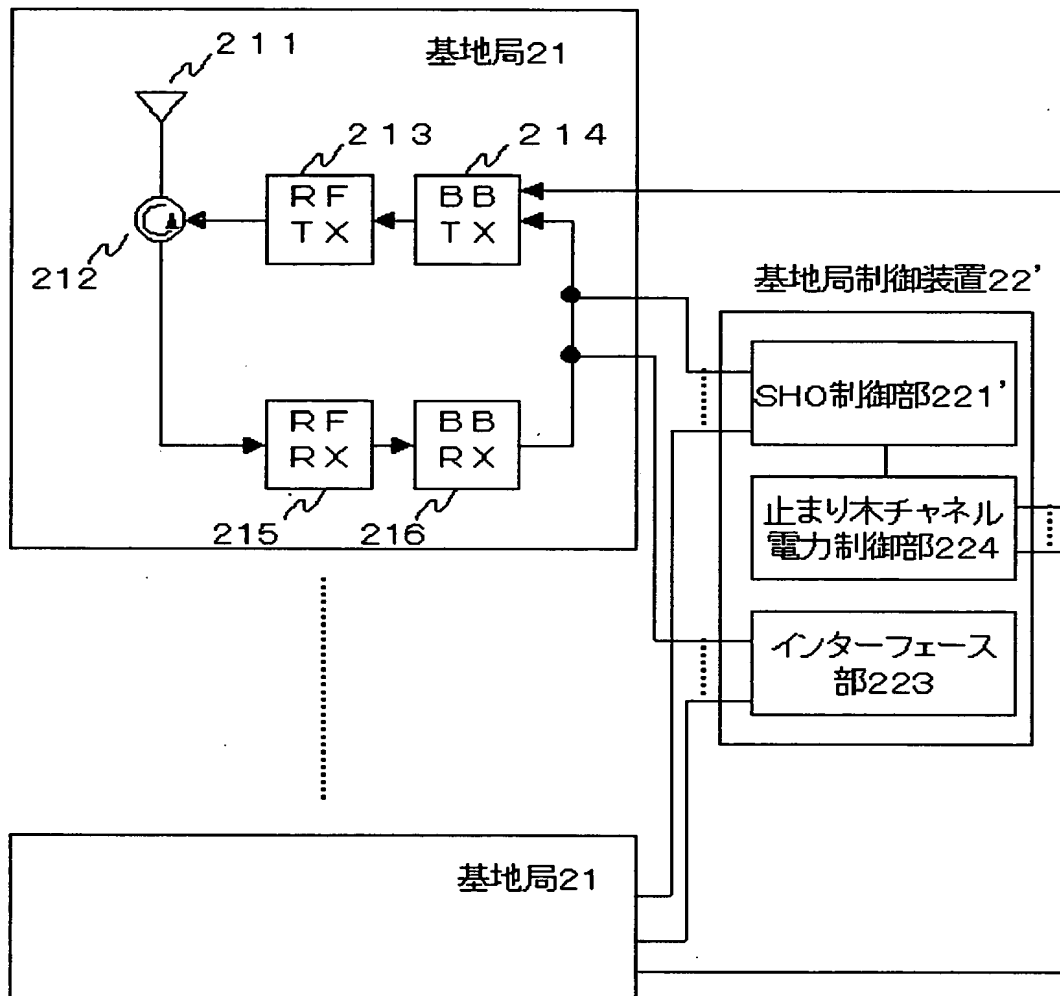 ２１１
基地局21
２１３
２１４
ＲＦ
ＴＸ
ＢＢ
ＴＸ
212
基地局制御装置22'
SHO制御部221'
ＲＦ
ＲＸ
ＢＢ
ＲＸ
215
216
止まり木チャネル
電力制御部224
インターフェース
部223
基地局21